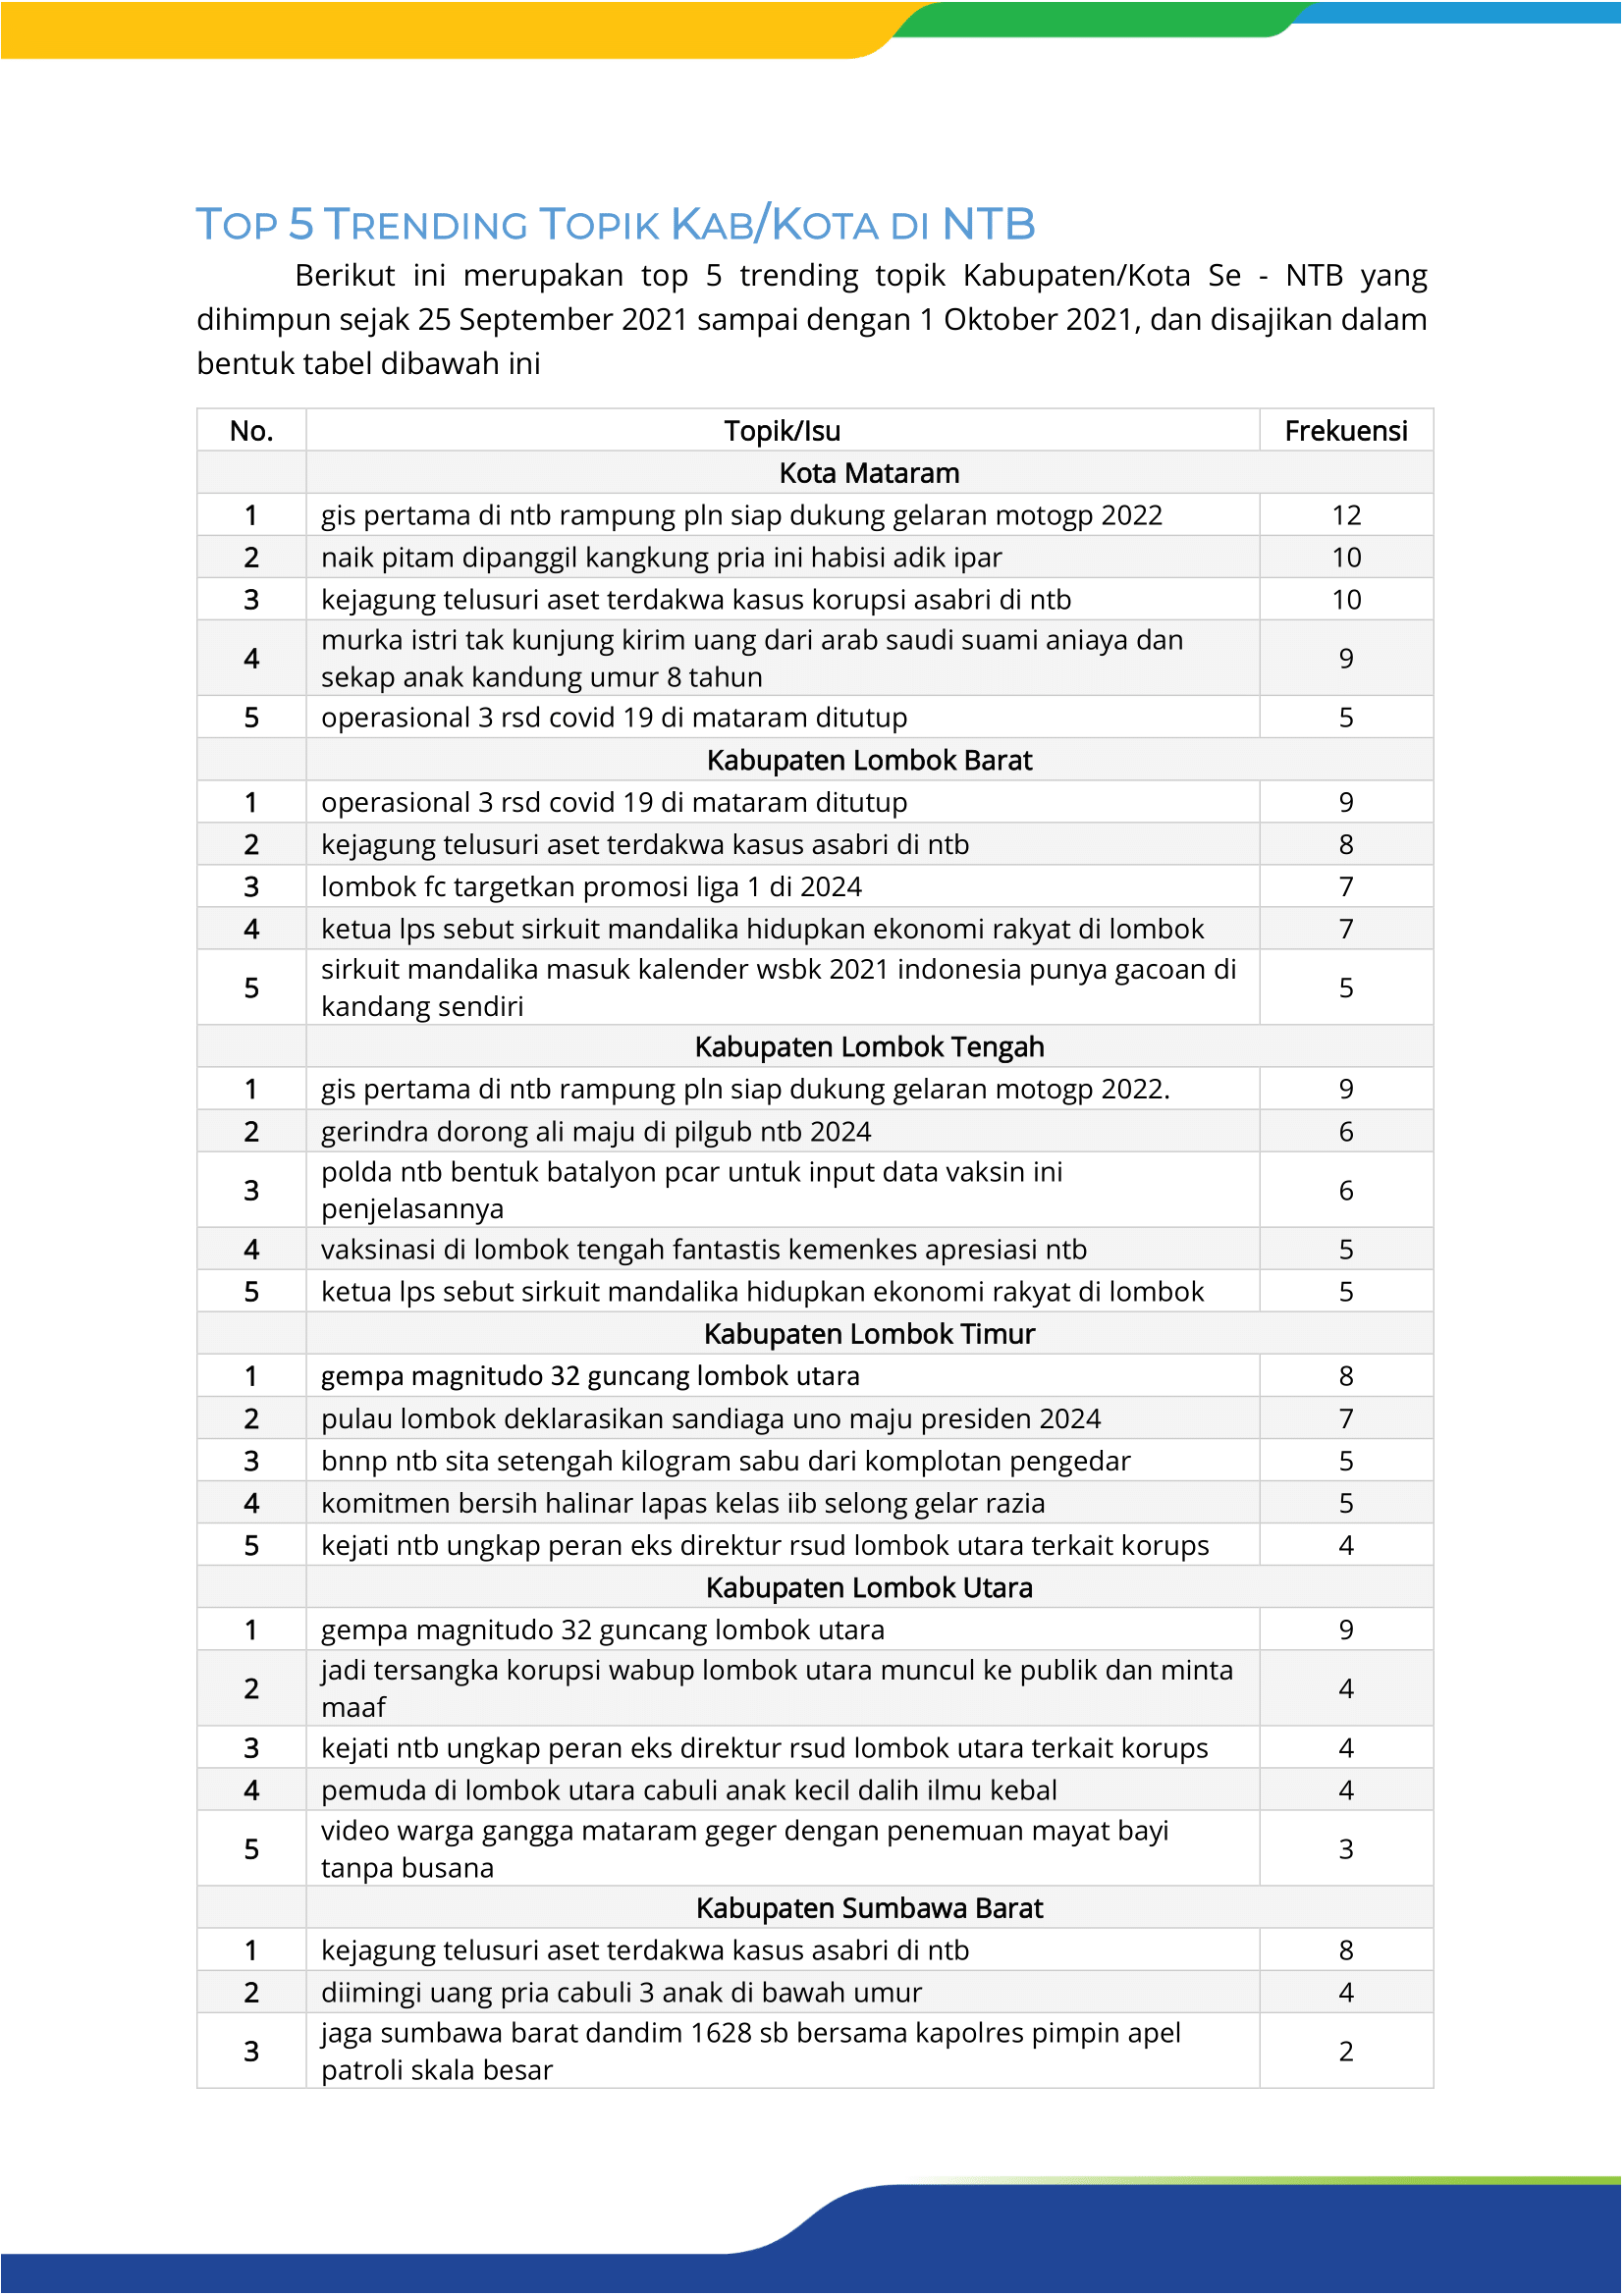 TOP 5 TRENDING TOPIK KAB/KOTA DI NTB
Berikut ini merupakan top 5 trending topik Kabupaten/Kota Se - NTB yang
dihimpun sejak 25 September 2021 sampai dengan 1 Oktober 2021, dan disajikan dalam
bentuk tabel dibawah ini
No. Topik/Isu Frekuensi
Kota Mataram
1 gis pertama di ntb rampung pln siap dukung gelaran motogp 2022 12
2 naik pitam dipanggil kangkung pria ini habisi adik ipar 10
3 kejagung telusuri aset terdakwa kasus korupsi asabri di ntb 10
4 murka istri tak kunjung kirim uang dari arab saudi suami aniaya dan
sekap anak kandung umur 8 tahun 9
5 operasional 3 rsd covid 19 di mataram ditutup 5
Kabupaten Lombok Barat
1 operasional 3 rsd covid 19 di mataram ditutup 9
2 kejagung telusuri aset terdakwa kasus asabri di ntb 8
3 lombok fc targetkan promosi liga 1 di 2024 7
4 ketua lps sebut sirkuit mandalika hidupkan ekonomi rakyat di lombok 7
5 sirkuit mandalika masuk kalender wsbk 2021 indonesia punya gacoan di
kandang sendiri 5
Kabupaten Lombok Tengah
1 gis pertama di ntb rampung pln siap dukung gelaran motogp 2022. 9
2 gerindra dorong ali maju di pilgub ntb 2024 6
3 polda ntb bentuk batalyon pcar untuk input data vaksin ini
penjelasannya 6
4 vaksinasi di lombok tengah fantastis kemenkes apresiasi ntb 5
5 ketua lps sebut sirkuit mandalika hidupkan ekonomi rakyat di lombok 5
Kabupaten Lombok Timur
1 gempa magnitudo 32 guncang lombok utara 8
2 pulau lombok deklarasikan sandiaga uno maju presiden 2024 7
3 bnnp ntb sita setengah kilogram sabu dari komplotan pengedar 5
4 komitmen bersih halinar lapas kelas iib selong gelar razia 5
5 kejati ntb ungkap peran eks direktur rsud lombok utara terkait korups 4
Kabupaten Lombok Utara
1 gempa magnitudo 32 guncang lombok utara 9
2 jadi tersangka korupsi wabup lombok utara muncul ke publik dan minta
maaf 4
3 kejati ntb ungkap peran eks direktur rsud lombok utara terkait korups 4
4 pemuda di lombok utara cabuli anak kecil dalih ilmu kebal 4
5 video warga gangga mataram geger dengan penemuan mayat bayi
tanpa busana 3
Kabupaten Sumbawa Barat
1 kejagung telusuri aset terdakwa kasus asabri di ntb 8
2 diimingi uang pria cabuli 3 anak di bawah umur 4
3 jaga sumbawa barat dandim 1628 sb bersama kapolres pimpin apel
patroli skala besar 2